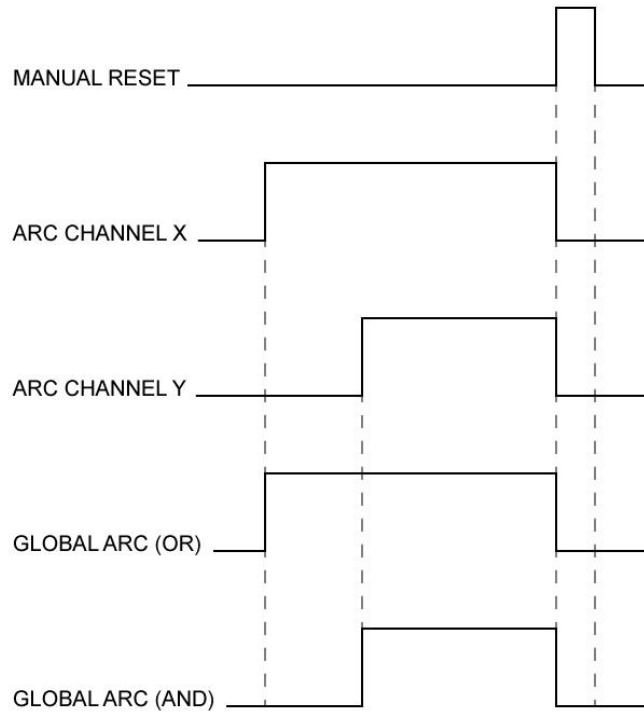 MANUAL RESET
ARC CHANNEL X
ARC CHANNEL Y
GLOBAL ARC (OR)
GLOBAL ARC (AND)